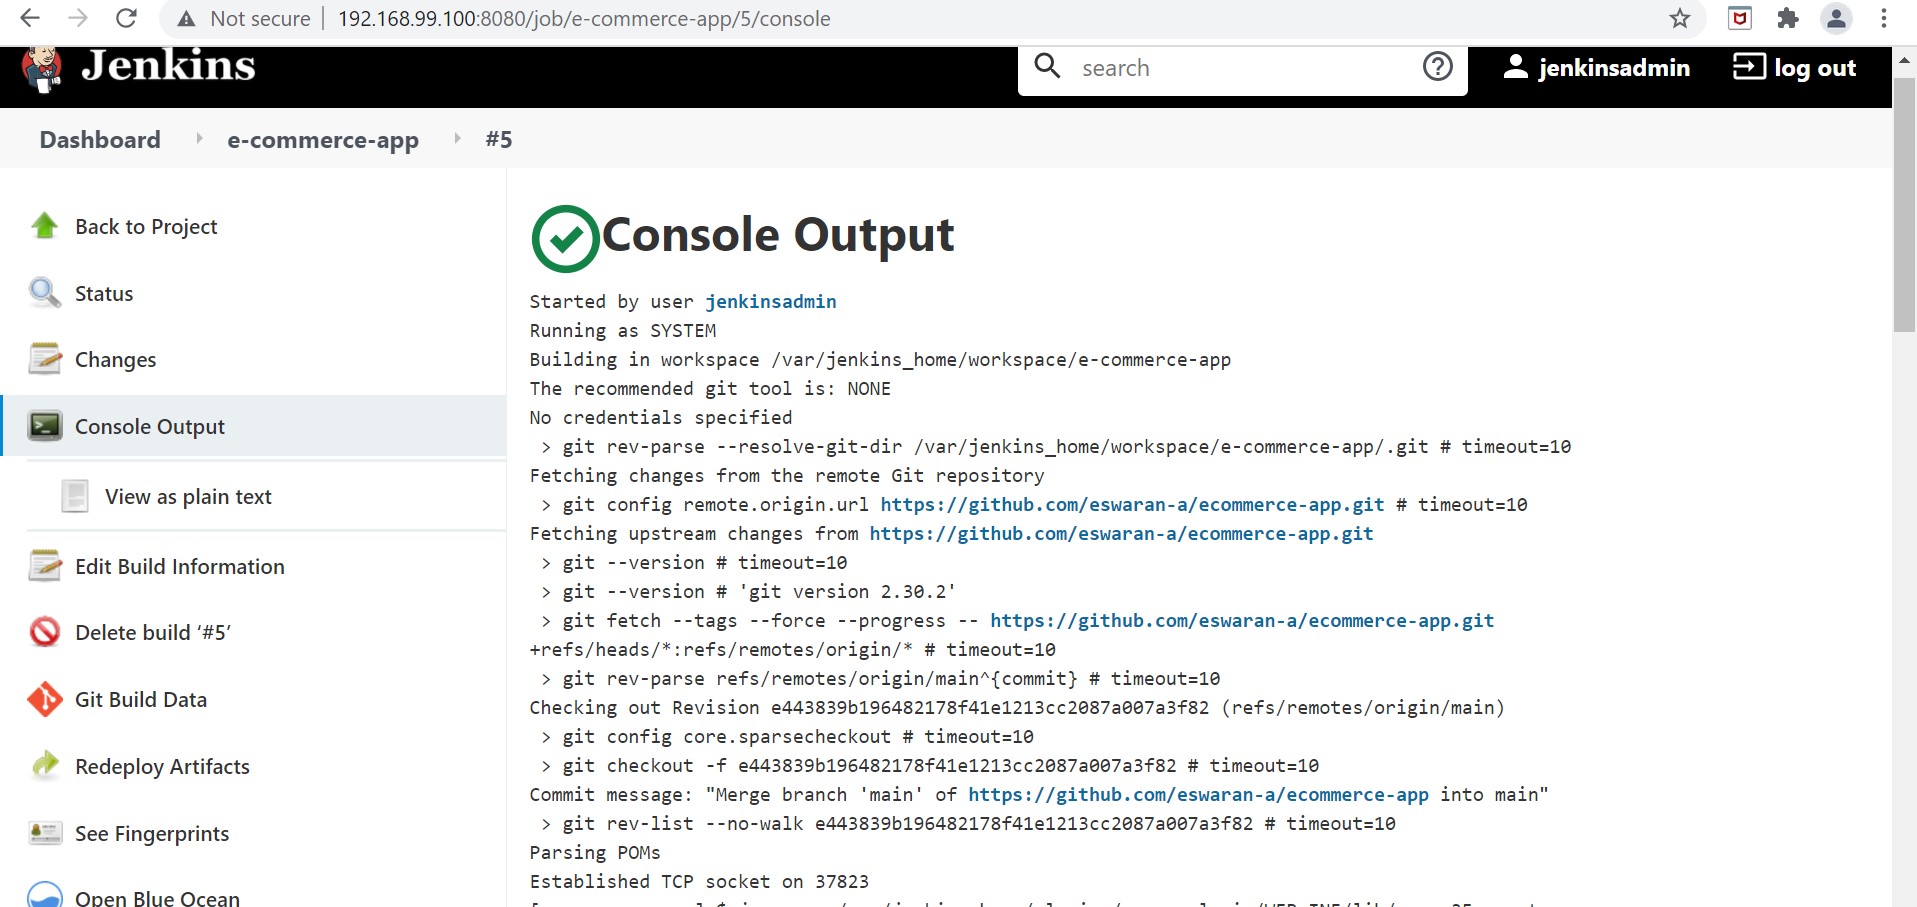 Not secure | 192.168.99.100:8080/job/e-commerce-app/5/console
Jenkins
search
jenkinsadmin
log out
Dashboard
e-commerce-app
#5
Back to Project
Status
Changes
Console Output
View as plain text
Edit Build Information
Delete build ‘#5’
Git Build Data
Redeploy Artifacts
See Fingerprints
Open Blue Ocean
Console Output
Started by user jenkinsadmin
Running as SYSTEM
Building in workspace /var/jenkins_home/workspace/e-commerce-app
The recommended git tool is: NONE
No credentials specified
> git rev-parse --resolve-git-dir /var/jenkins_home/workspace/e-commerce-app/.git # timeout=10
Fetching changes from the remote Git repository
> git config remote.origin.url https://github.com/eswaran-a/ecommerce-app.git # timeout=10
Fetching upstream changes from https://github.com/eswaran-a/ecommerce-app.git
> git --version # timeout=10
> git --version # 'git version 2.30.2'
> git fetch --tags --force --progress -- https://github.com/eswaran-a/ecommerce-app.git
+refs/heads/*:refs/remotes/origin/* # timeout=10
> git rev-parse refs/remotes/origin/main^{commit} # timeout=10
Checking out Revision e443839b196482178f41e1213cc2087a007a3f82 (refs/remotes/origin/main)
> git config core.sparsecheckout # timeout=10
> git checkout -f e443839b196482178f41e1213cc2087a007a3f82 # timeout=10
Commit message: "Merge branch 'main' of https://github.com/eswaran-a/ecommerce-app into main"
> git rev-list --no-walk e443839b196482178f41e1213cc2087a007a3f82 # timeout=10
Parsing POMs
Established TCP socket on 37823